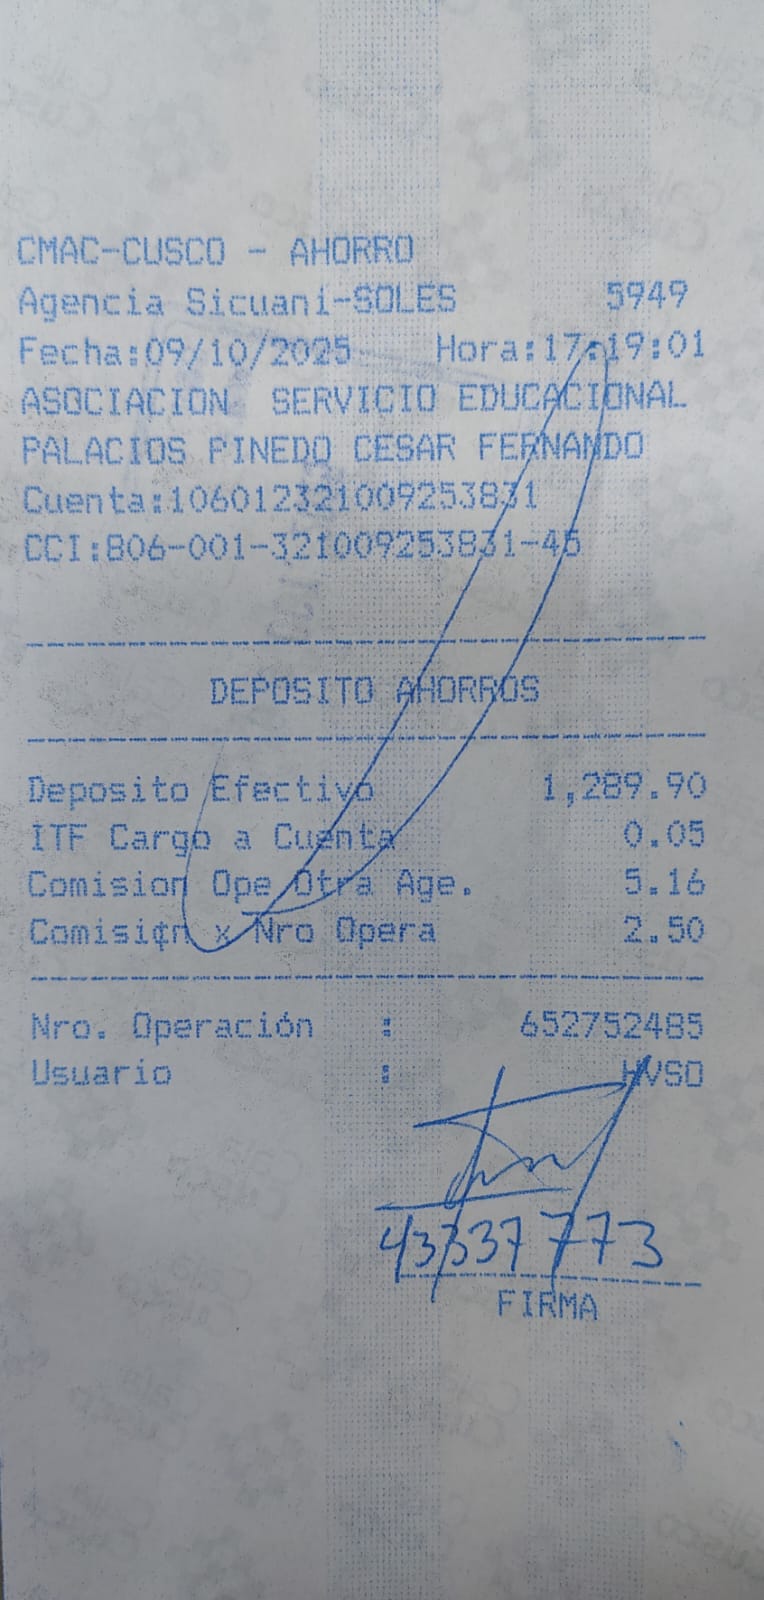 CMAC-CUSCO - AHORRO
Agencia Sicuani-SOLES 5949
Fecha:09/10/2025 Hora:17:19:01
ASOCIACION SERVICIO EDUCACIONAL
PALACIOS PINEDO CESAR FERNANDO
Cuenta:106012321009253831
CCI:806-001-321009253831-45
DEPOSITO AHORROS
Deposito Efectivo 1,289.90
ITF Cargo a Cuenta 0.05
Comision Ope Otra Age. 5.16
Comision x Nro Opera 2.50
Nro. Operación : 652752485
Usuario : HVSO
43337773
FIRMA